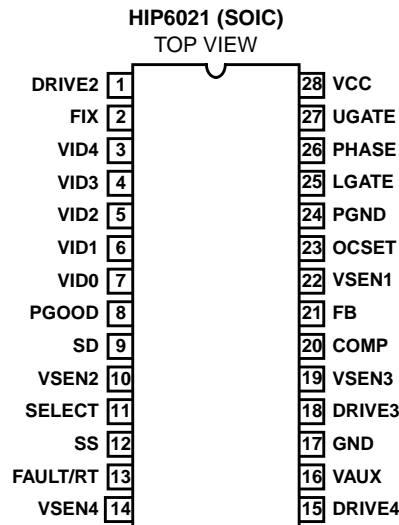 HIP6021 (SOIC)
TOP VIEW
DRIVE2 1 28 VCC
FIX 2 27 UGATE
VID4 3 26 PHASE
VID3 4 25 LGATE
VID2 5 24 PGND
VID1 6 23 OCSET
VID0 7 22 VSEN1
PGOOD 8 21 FB
SD 9 20 COMP
VSEN2 10 19 VSEN3
SELECT 11 18 DRIVE3
SS 12 17 GND
FAULT/RT 13 16 VAUX
VSEN4 14 15 DRIVE4